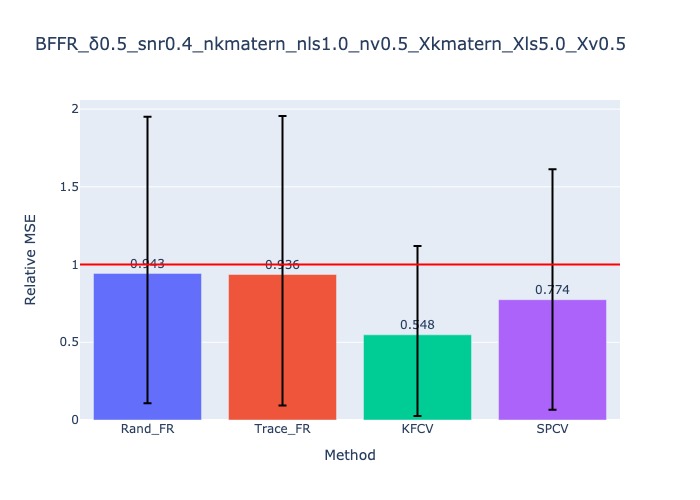 BFFR_δ0.5_snr0.4_nkmatern_nls1.0_nv0.5_Xkmatern_Xls5.0_Xv0.5
2
1.5
1
0.5
0
Relative MSE
0.943
0.936
0.548
0.774
Rand_FR
Trace_FR
KFCV
SPCV
Method